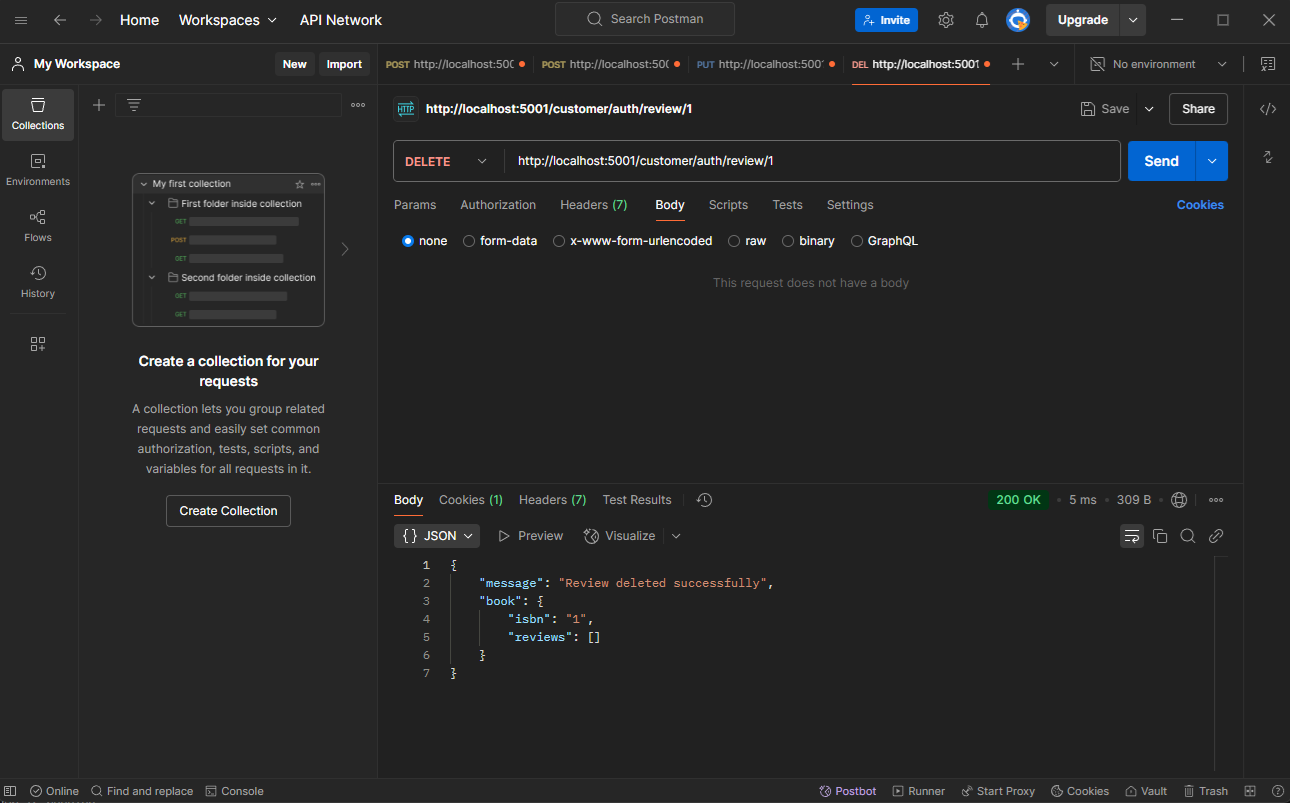 Home Workspaces API Network Search Postman Invite Upgrade
My Workspace New Import POST http://localhost:500 POST http://localhost:500 PUT http://localhost:5001 DEL http://localhost:5001 No environment
Collections
Environments
Flows
History
My first collection
First folder inside collection
GET
POST
GET
Second folder inside collection
GET
GET
Create a collection for your
requests
A collection lets you group related
requests and easily set common
authorization, tests, scripts, and
variables for all requests in it.
Create Collection
HTTP http://localhost:5001/customer/auth/review/1 Save Share
DELETE http://localhost:5001/customer/auth/review/1 Send
Params Authorization Headers (7) Body Scripts Tests Settings Cookies
none form-data x-www-form-urlencoded raw binary GraphQL
This request does not have a body
Body Cookies (1) Headers (7) Test Results 200 OK • 5 ms • 309 B •
{} JSON Preview Visualize
1 {
2 "message": "Review deleted successfully",
3 "book": {
4 "isbn": "1",
5 "reviews": []
6 }
7 }
Online Find and replace Console Postbot Runner Start Proxy Cookies Vault Trash